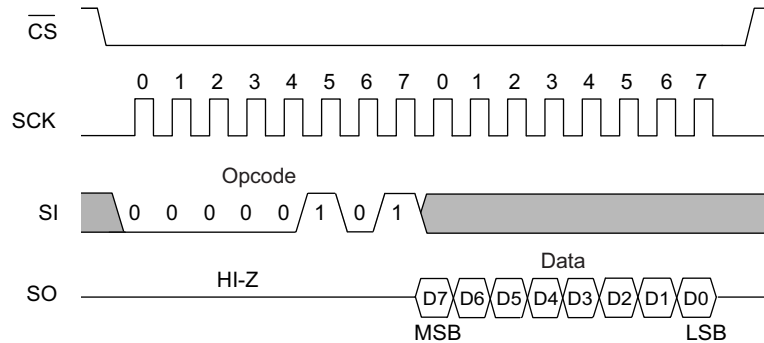 CS
0 1 2 3 4 5 6 7 0 1 2 3 4 5 6 7
SCK
Opcode
SI 0 0 0 0 0 1 0 1
Data
HI-Z
SO D7 D6 D5 D4 D3 D2 D1 D0
MSB LSB